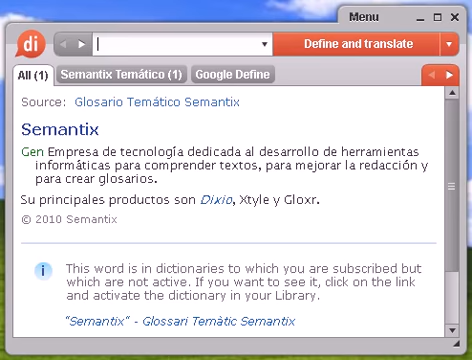 Menu
di
Define and translate
All (1)
Semantix Temático (1)
Google Define
Source: Glosario Temático Semantix
Semantix
Gen Empresa de tecnología dedicada al desarrollo de herramientas
informáticas para comprender textos, para mejorar la redacción y
para crear glosarios.
Su principales productos son Dixio, Xtyle y Gloxr.
© 2010 Semantix
i
This word is in dictionaries to which you are subscribed but
which are not active. If you want to see it, click on the link
and activate the dictionary in your Library.
"Semantix" - Glossari Temàtic Semantix